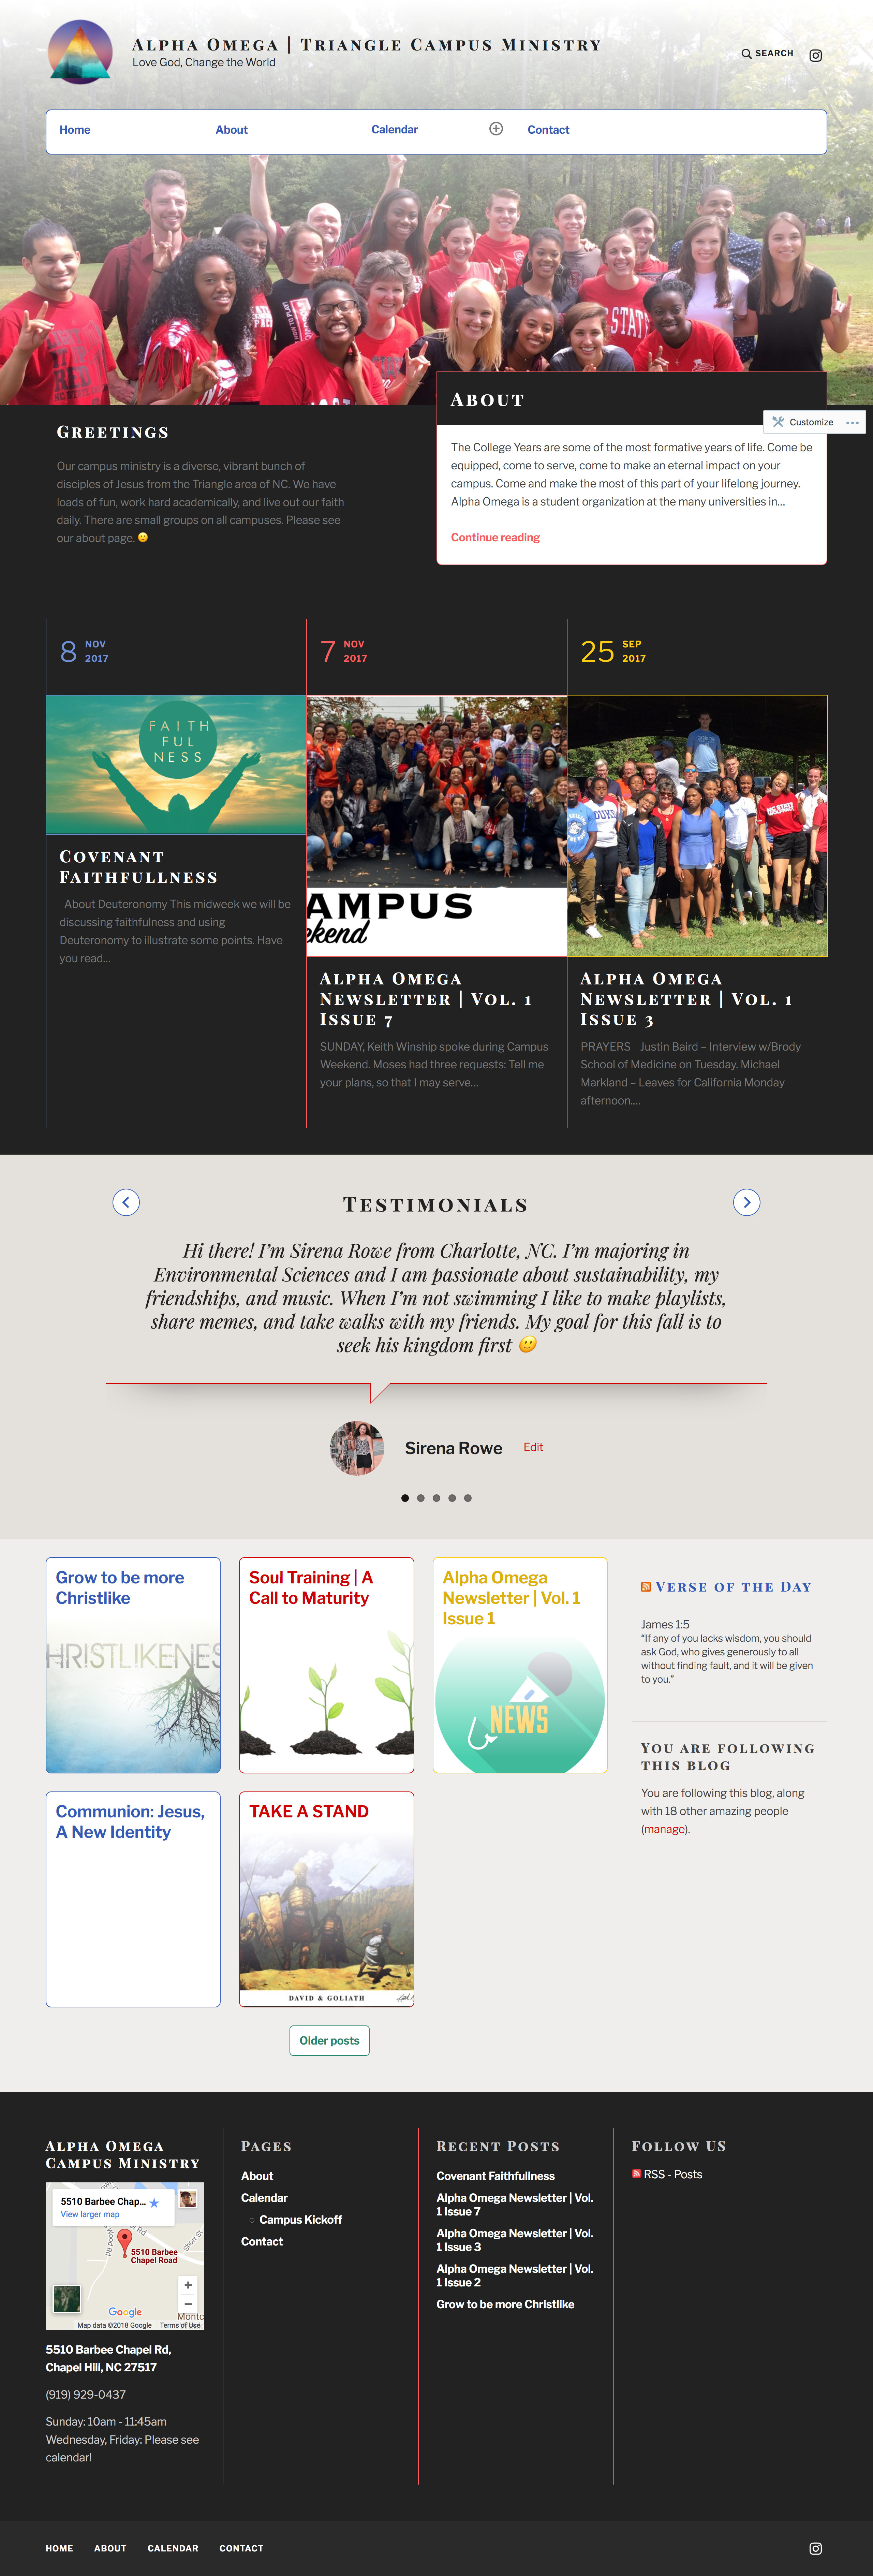 Alpha Omega | Triangle Campus Ministry
Love God, Change the World
SEARCH
Home
About
Calendar
Contact
STATE
Greetings
Our campus ministry is a diverse, vibrant bunch of
disciples of Jesus from the Triangle area of NC. We have
loads of fun, work hard academically, and live out our faith
daily. There are small groups on all campuses. Please see
our about page. 🙂
About
Customize
The College Years are some of the most formative years of life. Come be
equipped, come to serve, come to make an eternal impact on your
campus. Come and make the most of this part of your lifelong journey.
Alpha Omega is a student organization at the many universities in…
Continue reading
8 NOV
2017
7 NOV
2017
25 SEP
2017
FAITH
FUL
NESS
Covenant
Faithfullness
About Deuteronomy This midweek we will be
discussing faithfulness and using
Deuteronomy to illustrate some points. Have
you read…
AMPUS
ekend
Alpha Omega
Newsletter | Vol. 1
Issue 7
SUNDAY, Keith Winship spoke during Campus
Weekend. Moses had three requests: Tell me
your plans, so that I may serve…
DUKE
Alpha Omega
Newsletter | Vol. 1
Issue 3
PRAYERS Justin Baird – Interview w/Brody
School of Medicine on Tuesday. Michael
Markland – Leaves for California Monday
afternoon.…
Testimonials
Hi there! I’m Sirena Rowe from Charlotte, NC. I’m majoring in
Environmental Sciences and I am passionate about sustainability, my
friendships, and music. When I’m not swimming I like to make playlists,
share memes, and take walks with my friends. My goal for this fall is to
seek his kingdom first 🙂
Sirena Rowe
Edit
Grow to be more
Christlike
HRISTLIKENES
Soul Training | A
Call to Maturity
Alpha Omega
Newsletter | Vol. 1
Issue 1
NEWS
Communion: Jesus,
A New Identity
TAKE A STAND
DAVID & GOLIATH
Older posts
Verse of the Day
James 1:5
“If any of you lacks wisdom, you should
ask God, who gives generously to all
without finding fault, and it will be given
to you.”
You are following
this blog
You are following this blog, along
with 18 other amazing people
(manage).
Alpha Omega
Campus Ministry
5510 Barbee Chap...
View larger map
5510 Barbee
Chapel Road
Google
Map data ©2018 Google Terms of Use
5510 Barbee Chapel Rd,
Chapel Hill, NC 27517
(919) 929-0437
Sunday: 10am - 11:45am
Wednesday, Friday: Please see
calendar!
Pages
About
Calendar
Campus Kickoff
Contact
Recent Posts
Covenant Faithfullness
Alpha Omega Newsletter | Vol.
1 Issue 7
Alpha Omega Newsletter | Vol.
1 Issue 3
Alpha Omega Newsletter | Vol.
1 Issue 2
Grow to be more Christlike
Follow US
RSS - Posts
HOME
ABOUT
CALENDAR
CONTACT